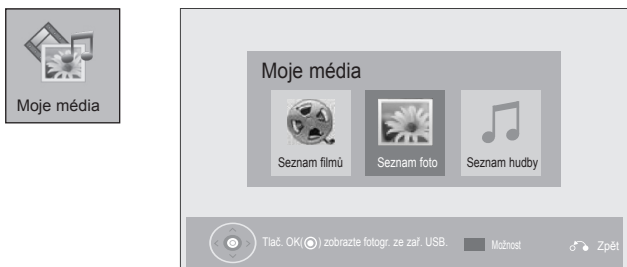 Moje média
Moje média
Seznam filmů
Seznam foto
Seznam hudby
Tlač. OK(◉) zobrazte fotogr. ze zař. USB.
Možnost
Zpět